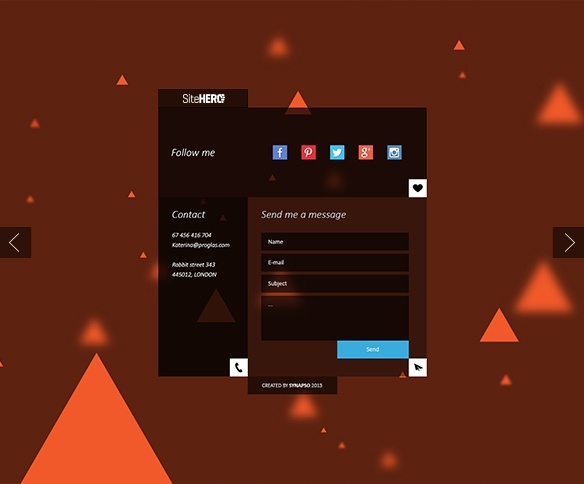 SiteHERO
Follow me
Contact
67 456 416 704
Katerina@proglas.com
Rabbit street 343
445012, LONDON
Send me a message
Name
E-mail
Subject
...
Send
CREATED BY SYNAPSO 2013